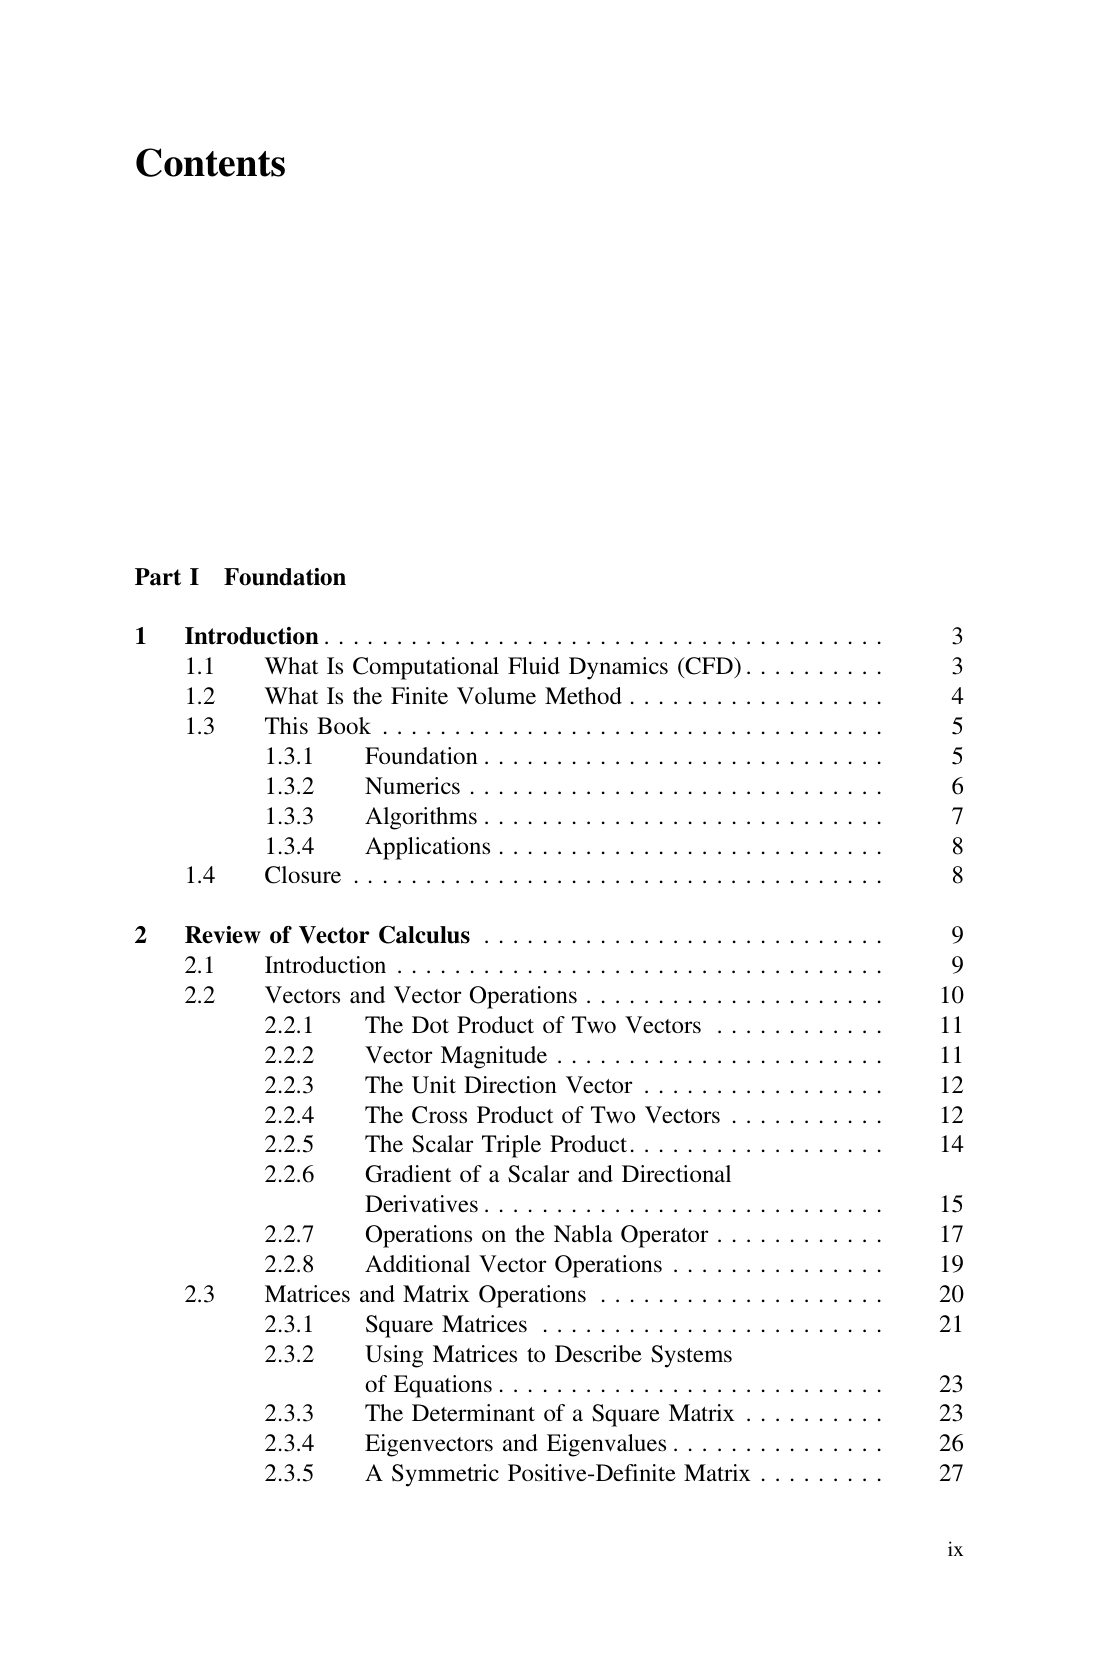 Contents
Part I Foundation
1 Introduction . . . . . . . . . . . . . . . . . . . . . . . . . . . . . . . . . . . . . . . 3
1.1 What Is Computational Fluid Dynamics (CFD) . . . . . . . . . . 3
1.2 What Is the Finite Volume Method . . . . . . . . . . . . . . . . . . 4
1.3 This Book . . . . . . . . . . . . . . . . . . . . . . . . . . . . . . . . . . . 5
1.3.1 Foundation . . . . . . . . . . . . . . . . . . . . . . . . . . . . 5
1.3.2 Numerics . . . . . . . . . . . . . . . . . . . . . . . . . . . . . 6
1.3.3 Algorithms . . . . . . . . . . . . . . . . . . . . . . . . . . . . 7
1.3.4 Applications . . . . . . . . . . . . . . . . . . . . . . . . . . . 8
1.4 Closure . . . . . . . . . . . . . . . . . . . . . . . . . . . . . . . . . . . . . 8
2 Review of Vector Calculus . . . . . . . . . . . . . . . . . . . . . . . . . . . . 9
2.1 Introduction . . . . . . . . . . . . . . . . . . . . . . . . . . . . . . . . . . 9
2.2 Vectors and Vector Operations . . . . . . . . . . . . . . . . . . . . . 10
2.2.1 The Dot Product of Two Vectors . . . . . . . . . . . . 11
2.2.2 Vector Magnitude . . . . . . . . . . . . . . . . . . . . . . . 11
2.2.3 The Unit Direction Vector . . . . . . . . . . . . . . . . . 12
2.2.4 The Cross Product of Two Vectors . . . . . . . . . . . 12
2.2.5 The Scalar Triple Product. . . . . . . . . . . . . . . . . . 14
2.2.6 Gradient of a Scalar and Directional
Derivatives . . . . . . . . . . . . . . . . . . . . . . . . . . . . 15
2.2.7 Operations on the Nabla Operator . . . . . . . . . . . . 17
2.2.8 Additional Vector Operations . . . . . . . . . . . . . . . 19
2.3 Matrices and Matrix Operations . . . . . . . . . . . . . . . . . . . . 20
2.3.1 Square Matrices . . . . . . . . . . . . . . . . . . . . . . . . 21
2.3.2 Using Matrices to Describe Systems
of Equations . . . . . . . . . . . . . . . . . . . . . . . . . . . 23
2.3.3 The Determinant of a Square Matrix . . . . . . . . . . 23
2.3.4 Eigenvectors and Eigenvalues . . . . . . . . . . . . . . . 26
2.3.5 A Symmetric Positive-Definite Matrix . . . . . . . . . 27
ix